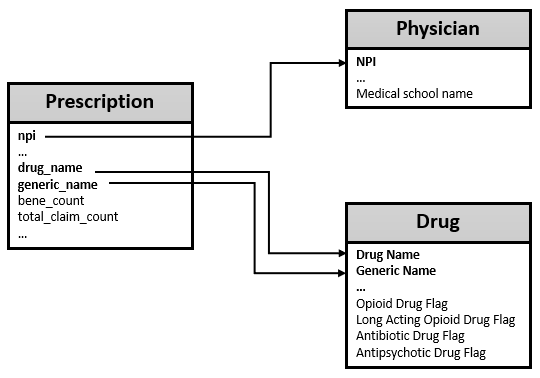 Prescription
npi
...
drug_name
generic_name
bene_count
total_claim_count
...
Physician
NPI
...
Medical school name
Drug
Drug Name
Generic Name
...
Opioid Drug Flag
Long Acting Opioid Drug Flag
Antibiotic Drug Flag
Antipsychotic Drug Flag